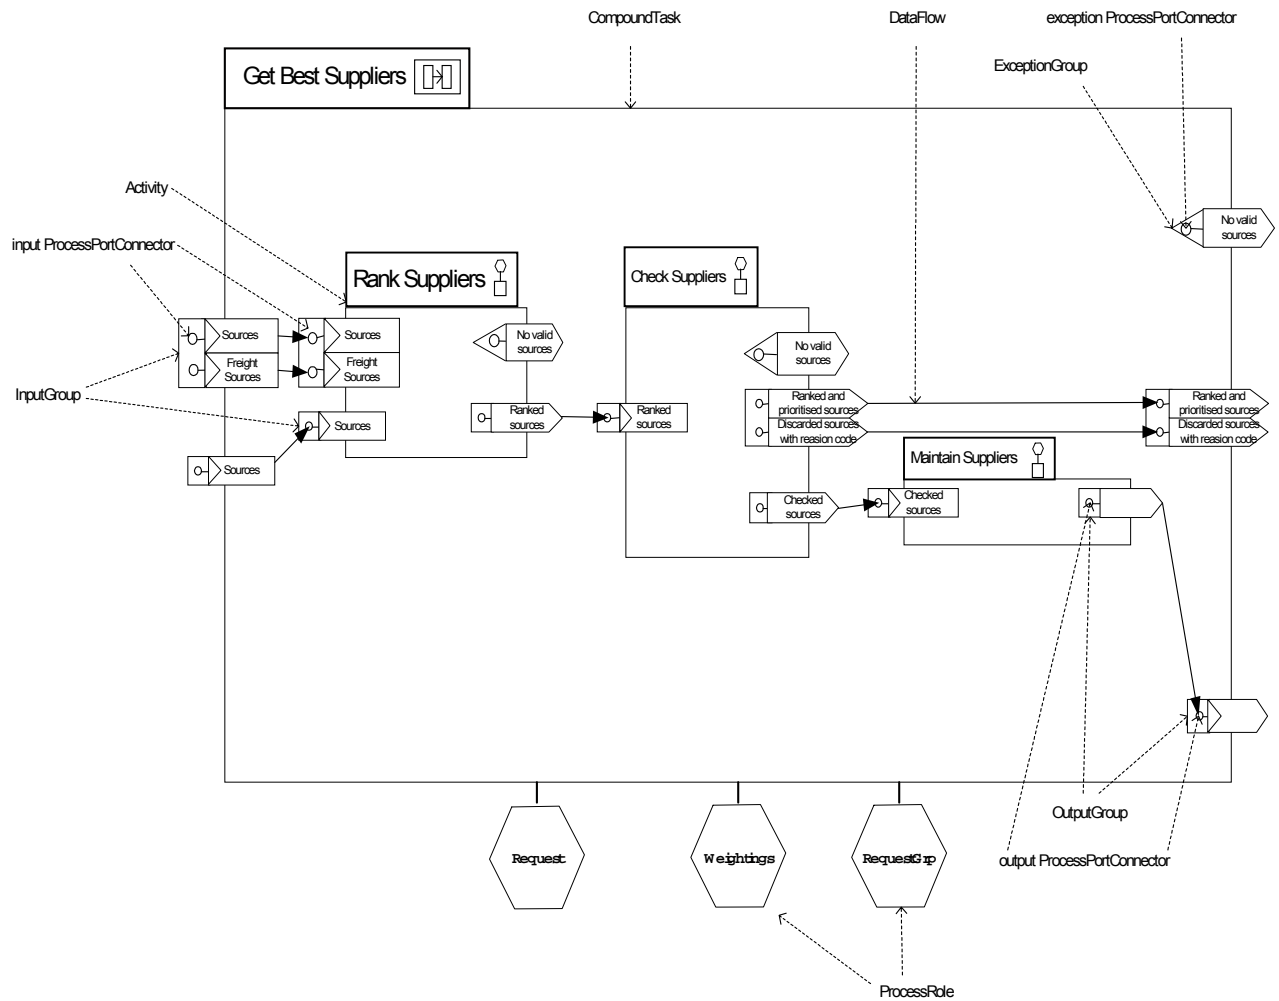 CompoundTask
DataFlow
exception ProcessPortConnector
ExceptionGroup
Get Best Suppliers
Activity
No valid
sources
input ProcessPortConnector
Rank Suppliers
Check Suppliers
Sources
Sources
No valid
sources
No valid
sources
Freight
Sources
Freight
Sources
InputGroup
Ranked and
prioritised sources
Ranked and
prioritised sources
Ranked
sources
Ranked
sources
Sources
Discarded sources
with reasion code
Discarded sources
with reasion code
Maintain Suppliers
Sources
Checked
sources
Checked
sources
OutputGroup
Request
Weightings
RequestGrp
output ProcessPortConnector
ProcessRole